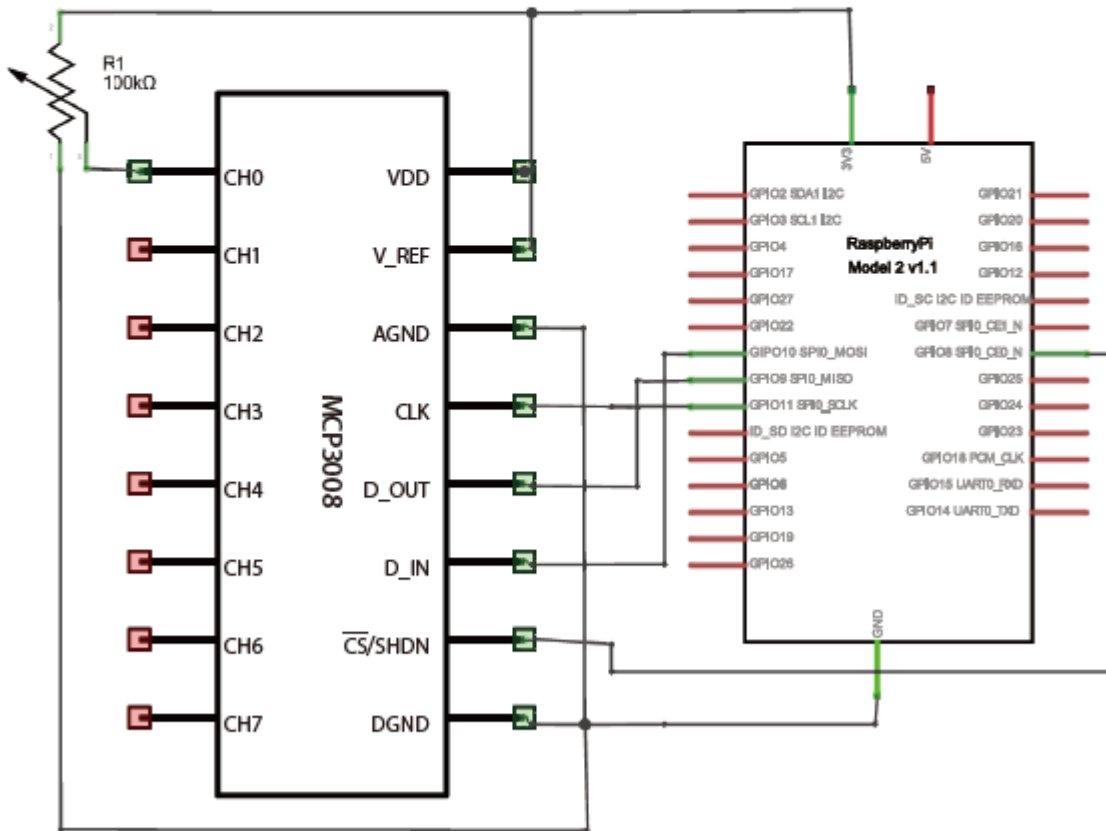 R1
100kΩ
CH0
CH1
CH2
CH3
CH4
CH5
CH6
CH7
MCP3008
VDD
V_REF
AGND
CLK
D_OUT
D_IN
CS/SHDN
DGND
3V3
5V
GPIO2 SDA1 I2C
GPIO3 SCL1 I2C
GPIO4
GPIO17
GPIO27
GPIO22
GIPO10 SPI0_MOSI
GPIO9 SPI0_MISO
GPIO11 SPI0_SCLK
ID_SD I2C ID EEPROM
GPIO5
GPIO6
GPIO13
GPIO19
GPIO26
RaspberryPi
Model 2 v1.1
GPIO21
GPIO20
GPIO16
GPIO12
ID_SC I2C ID EEPROM
GPIO7 SPI0_CE1_N
GPIO8 SPI0_CE0_N
GPIO25
GPIO24
GPIO23
GPIO18 PCM_CLK
GPIO15 UART0_RXD
GPIO14 UART0_TXD
GND